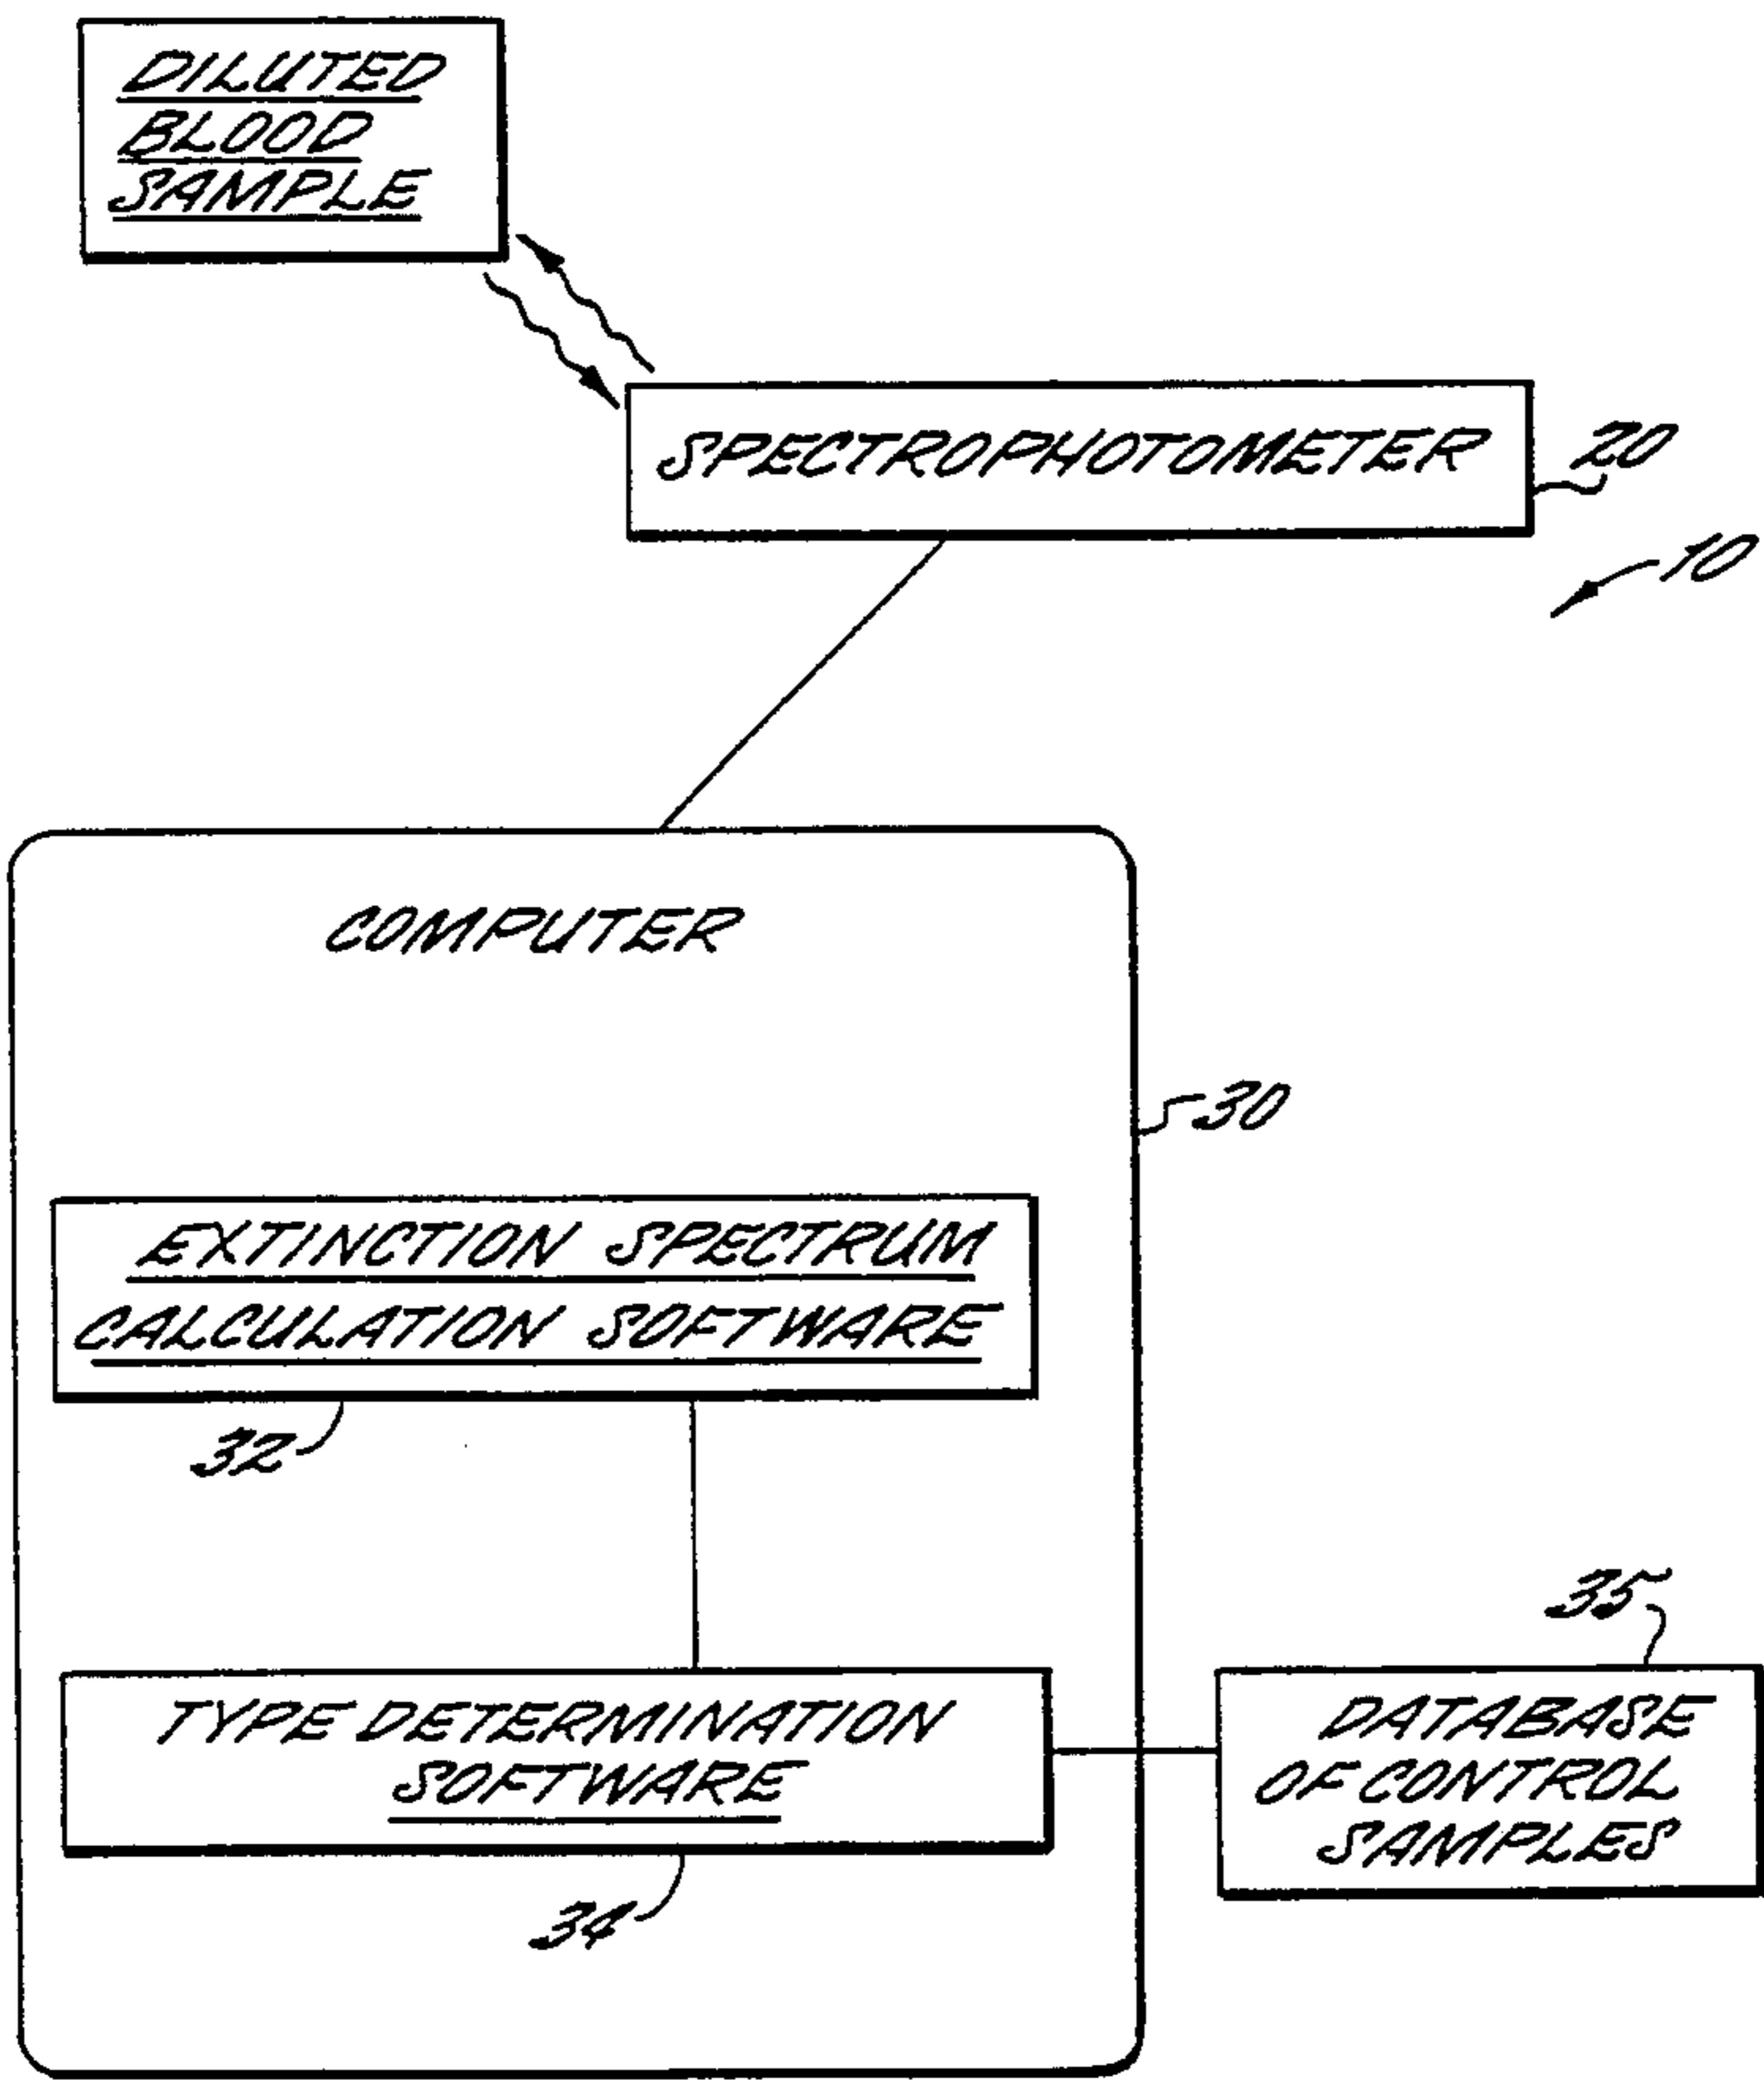 DILUTED
BLOOD
SAMPLE
SPECTROPHOTOMETER
20
10
COMPUTER
30
EXTINCTION SPECTRUM
CALCULATION SOFTWARE
32
TYPE DETERMINATION
SOFTWARE
34
35
DATABASE
OF CONTROL
SAMPLES